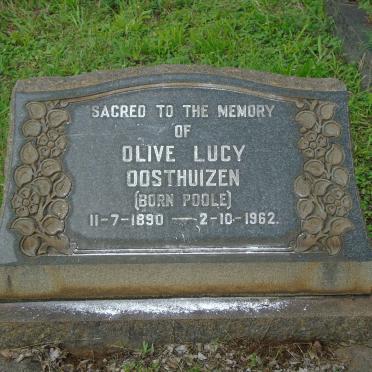 SACRED TO THE MEMORY
OF
OLIVE LUCY
OOSTHUIZEN
(BORN POOLE)
11-7-1890 — 2-10-1962.